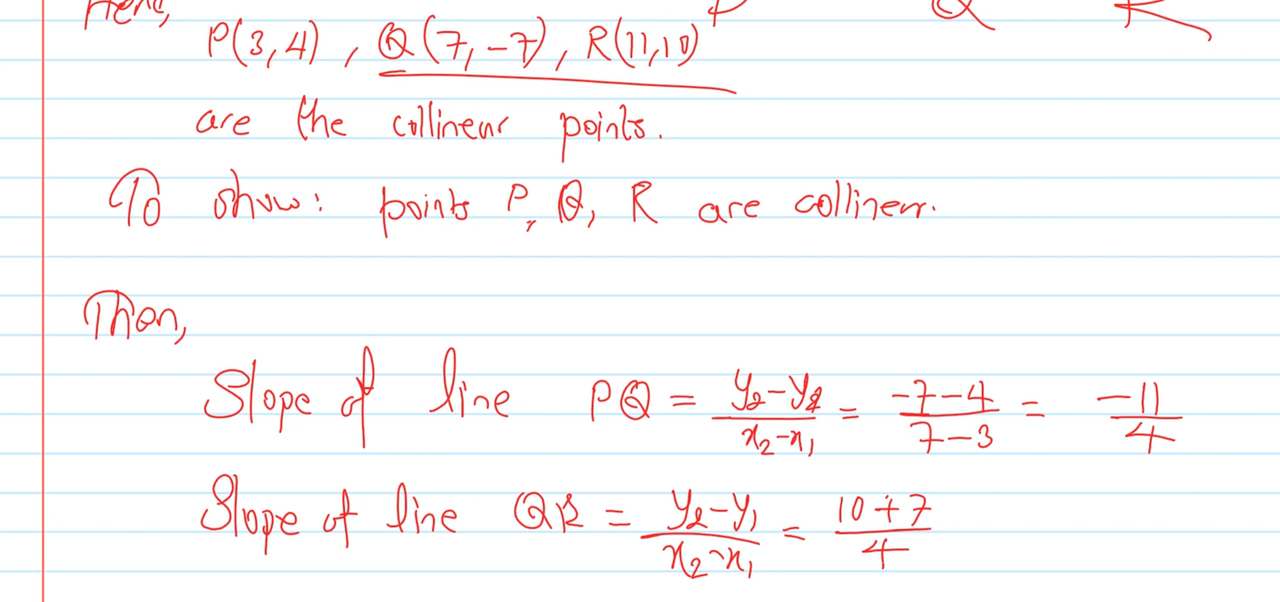 Here,
P Q R
P(3,4), Q(7,-7), R(11,10)
are the collinear points.
To show: points P, Q, R are collinear.
Then,
Slope of line PQ = y₂-y₁/x₂-x₁ = -7-4/7-3 = -11/4
Slope of line QR = y₂-y₁/x₂-x₁ = 10+7/4